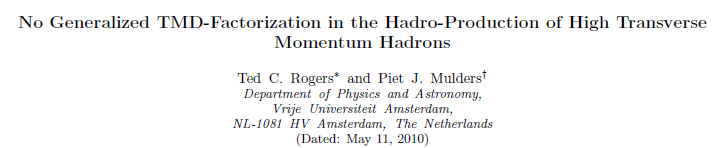 No Generalized TMD-Factorization in the Hadro-Production of High Transverse
Momentum Hadrons
Ted C. Rogers* and Piet J. Mulders†
Department of Physics and Astronomy,
Vrije Universiteit Amsterdam,
NL-1081 HV Amsterdam, The Netherlands
(Dated: May 11, 2010)